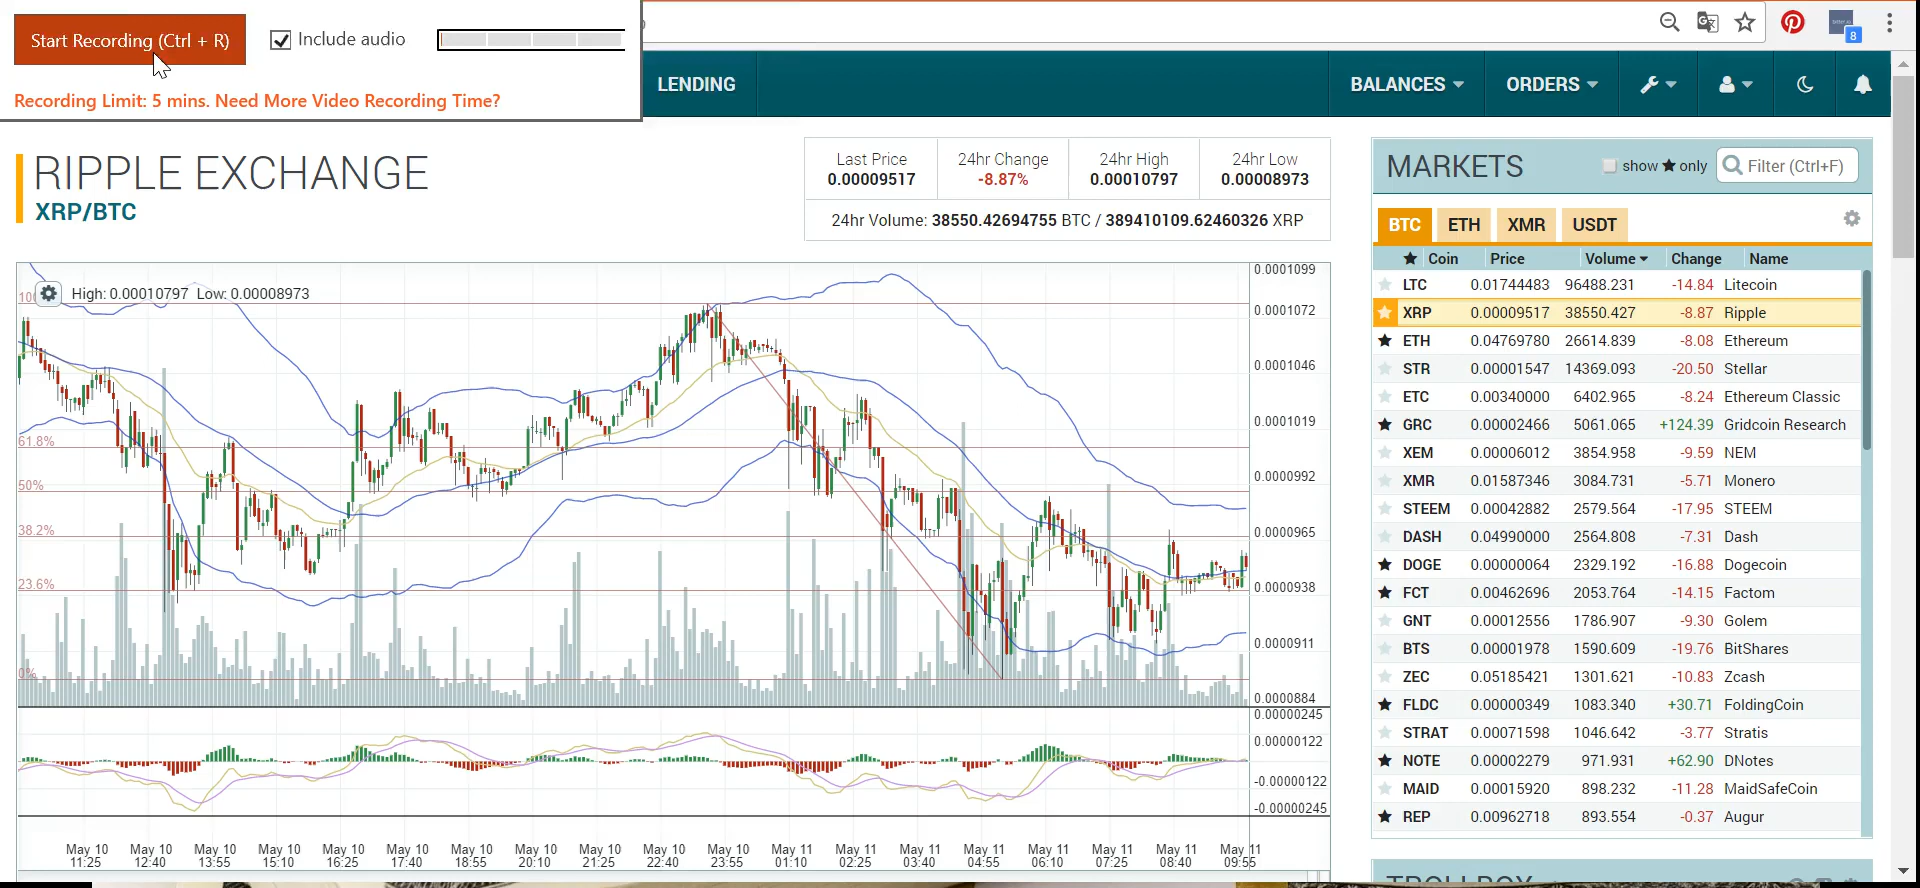 Start Recording (Ctrl + R)
Include audio
Recording Limit: 5 mins. Need More Video Recording Time?
8
LENDING
BALANCES
ORDERS
RIPPLE EXCHANGE
XRP/BTC
Last Price
0.00009517
24hr Change
-8.87%
24hr High
0.00010797
24hr Low
0.00008973
24hr Volume: 38550.42694755 BTC / 389410109.62460326 XRP
High: 0.00010797 Low: 0.00008973
61.8%
50%
38.2%
23.6%
0%
0.0001099
0.0001072
0.0001046
0.0001019
0.0000992
0.0000965
0.0000938
0.0000911
0.0000884
0.00000245
0.00000122
-0.00000122
-0.00000245
May 10 May 10 May 10 May 10 May 10 May 10 May 10 May 10 May 10 May 10 May 10 May 11 May 11 May 11 May 11 May 11 May 11 May 11 May 11
11:25 12:40 13:55 15:10 16:25 17:40 18:55 20:10 21:25 22:40 23:55 01:10 02:25 03:40 04:55 06:10 07:25 08:40 09:55
MARKETS
show ★ only
Filter (Ctrl+F)
BTC ETH XMR USDT
★ Coin Price Volume Change Name
LTC 0.01744483 96488.231 -14.84 Litecoin
XRP 0.00009517 38550.427 -8.87 Ripple
ETH 0.04769780 26614.839 -8.08 Ethereum
STR 0.00001547 14369.093 -20.50 Stellar
ETC 0.00340000 6402.965 -8.24 Ethereum Classic
GRC 0.00002466 5061.065 +124.39 Gridcoin Research
XEM 0.00006012 3854.958 -9.59 NEM
XMR 0.01587346 3084.731 -5.71 Monero
STEEM 0.00042882 2579.564 -17.95 STEEM
DASH 0.04990000 2564.808 -7.31 Dash
DOGE 0.00000064 2329.192 -16.88 Dogecoin
FCT 0.00462696 2053.764 -14.15 Factom
GNT 0.00012556 1786.907 -9.30 Golem
BTS 0.00001978 1590.609 -19.76 BitShares
ZEC 0.05185421 1301.621 -10.83 Zcash
FLDC 0.00000349 1083.340 +30.71 FoldingCoin
STRAT 0.00071598 1046.642 -3.77 Stratis
NOTE 0.00002279 971.931 +62.90 DNotes
MAID 0.00015920 898.232 -11.28 MaidSafeCoin
REP 0.00962718 893.554 -0.37 Augur
TROLLBOX